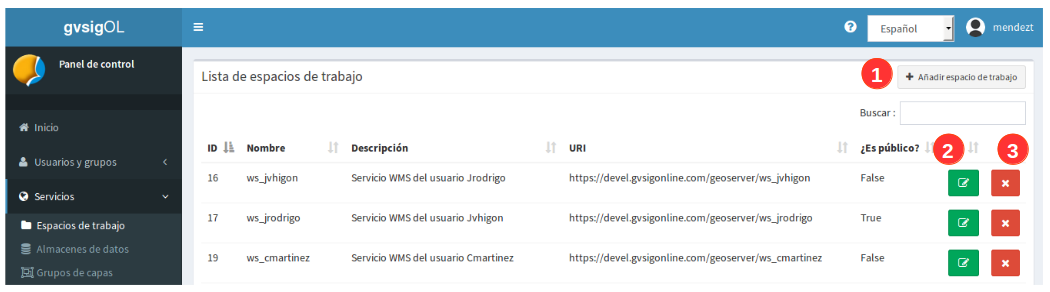 gvsigOL
Español
mendezt
Panel de control
Lista de espacios de trabajo
1
Añadir espacio de trabajo
Buscar :
Inicio
Usuarios y grupos
Servicios
Espacios de trabajo
Almacenes de datos
Grupos de capas
ID Nombre Descripción URI ¿Es público? 2 3
16 ws_jvhigon Servicio WMS del usuario Jrodrigo https://devel.gvsigonline.com/geoserver/ws_jvhigon False
17 ws_jrodrigo Servicio WMS del usuario Jvhigon https://devel.gvsigonline.com/geoserver/ws_jrodrigo True
19 ws_cmartinez Servicio WMS del usuario Cmartinez https://devel.gvsigonline.com/geoserver/ws_cmartinez False